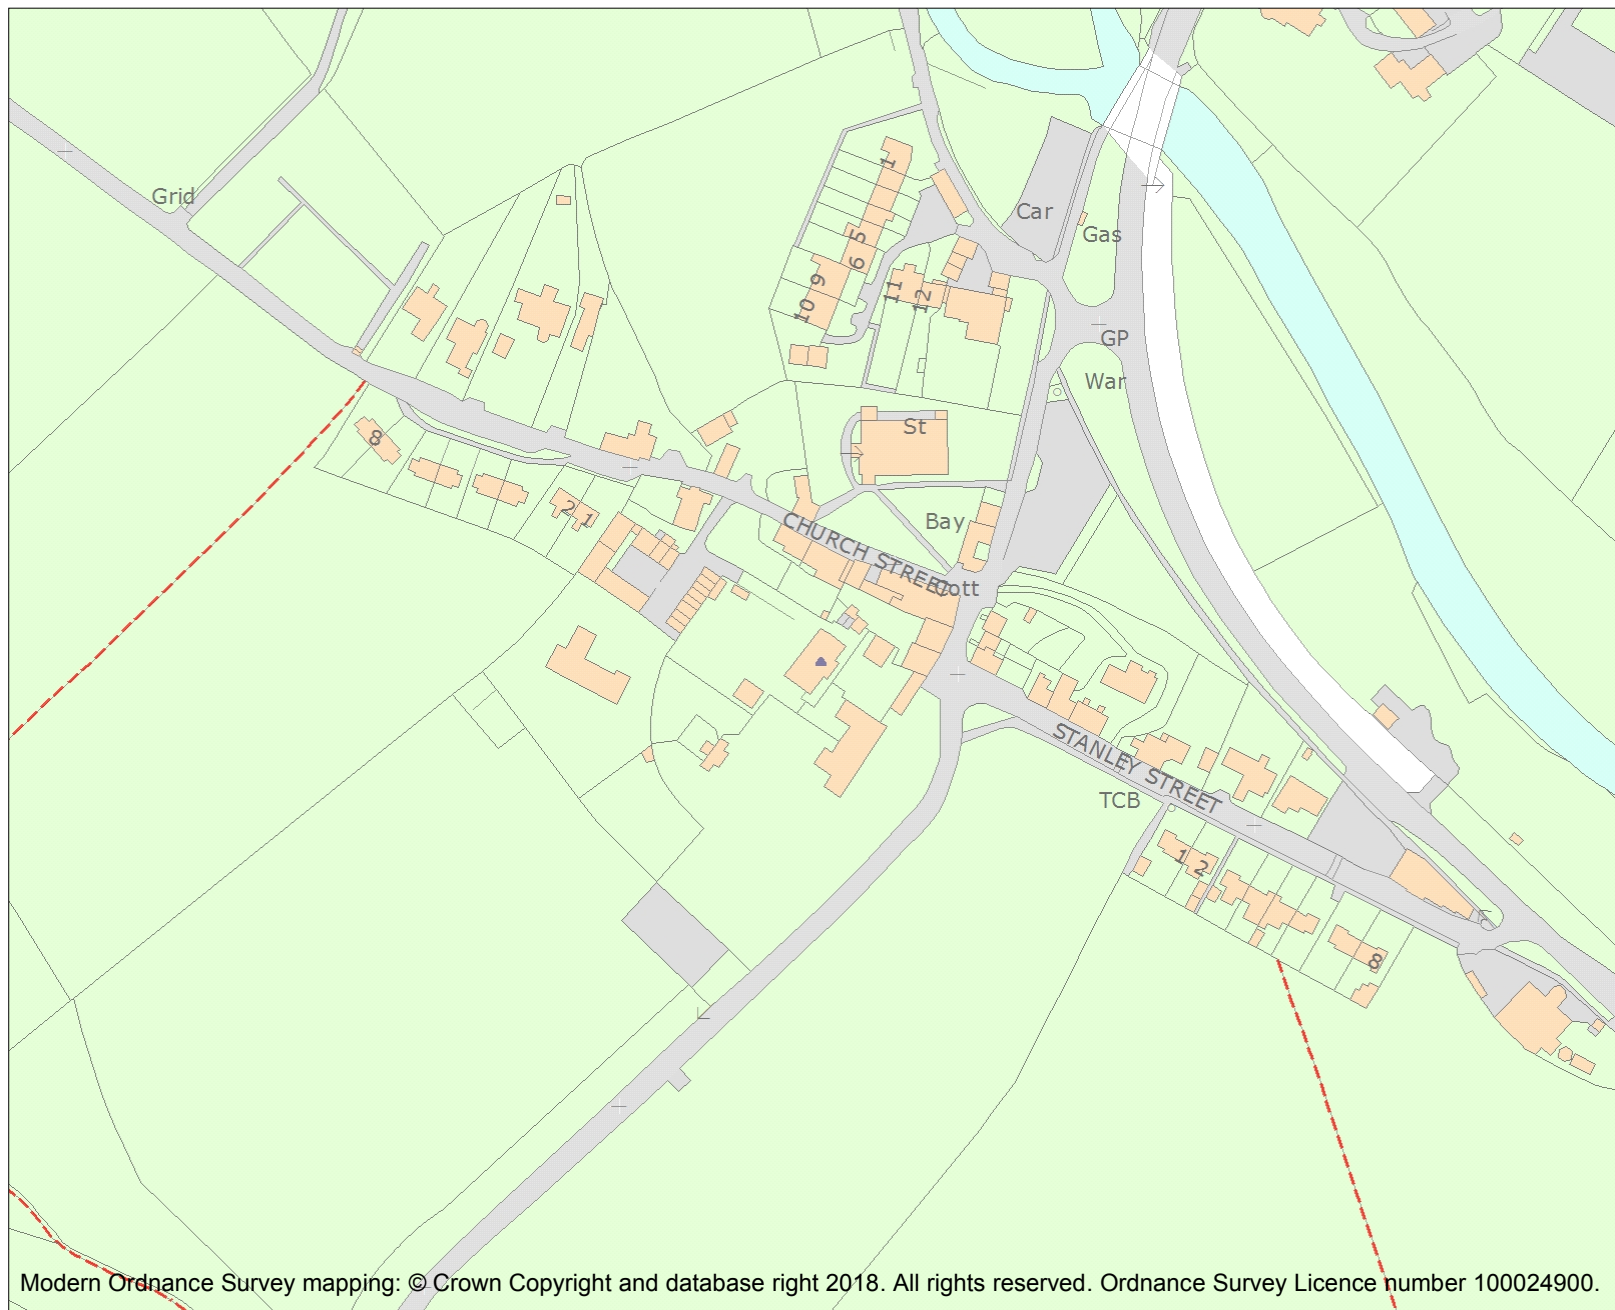 1
Grid
Car
Gas
5
6
9
11
12
10
GP
War
St
8
2 1
Bay
CHURCH STREET
Cott
STANLEY STREET
TCB
1 2
8
Modern Ordnance Survey mapping: © Crown Copyright and database right 2018. All rights reserved. Ordnance Survey Licence number 100024900.